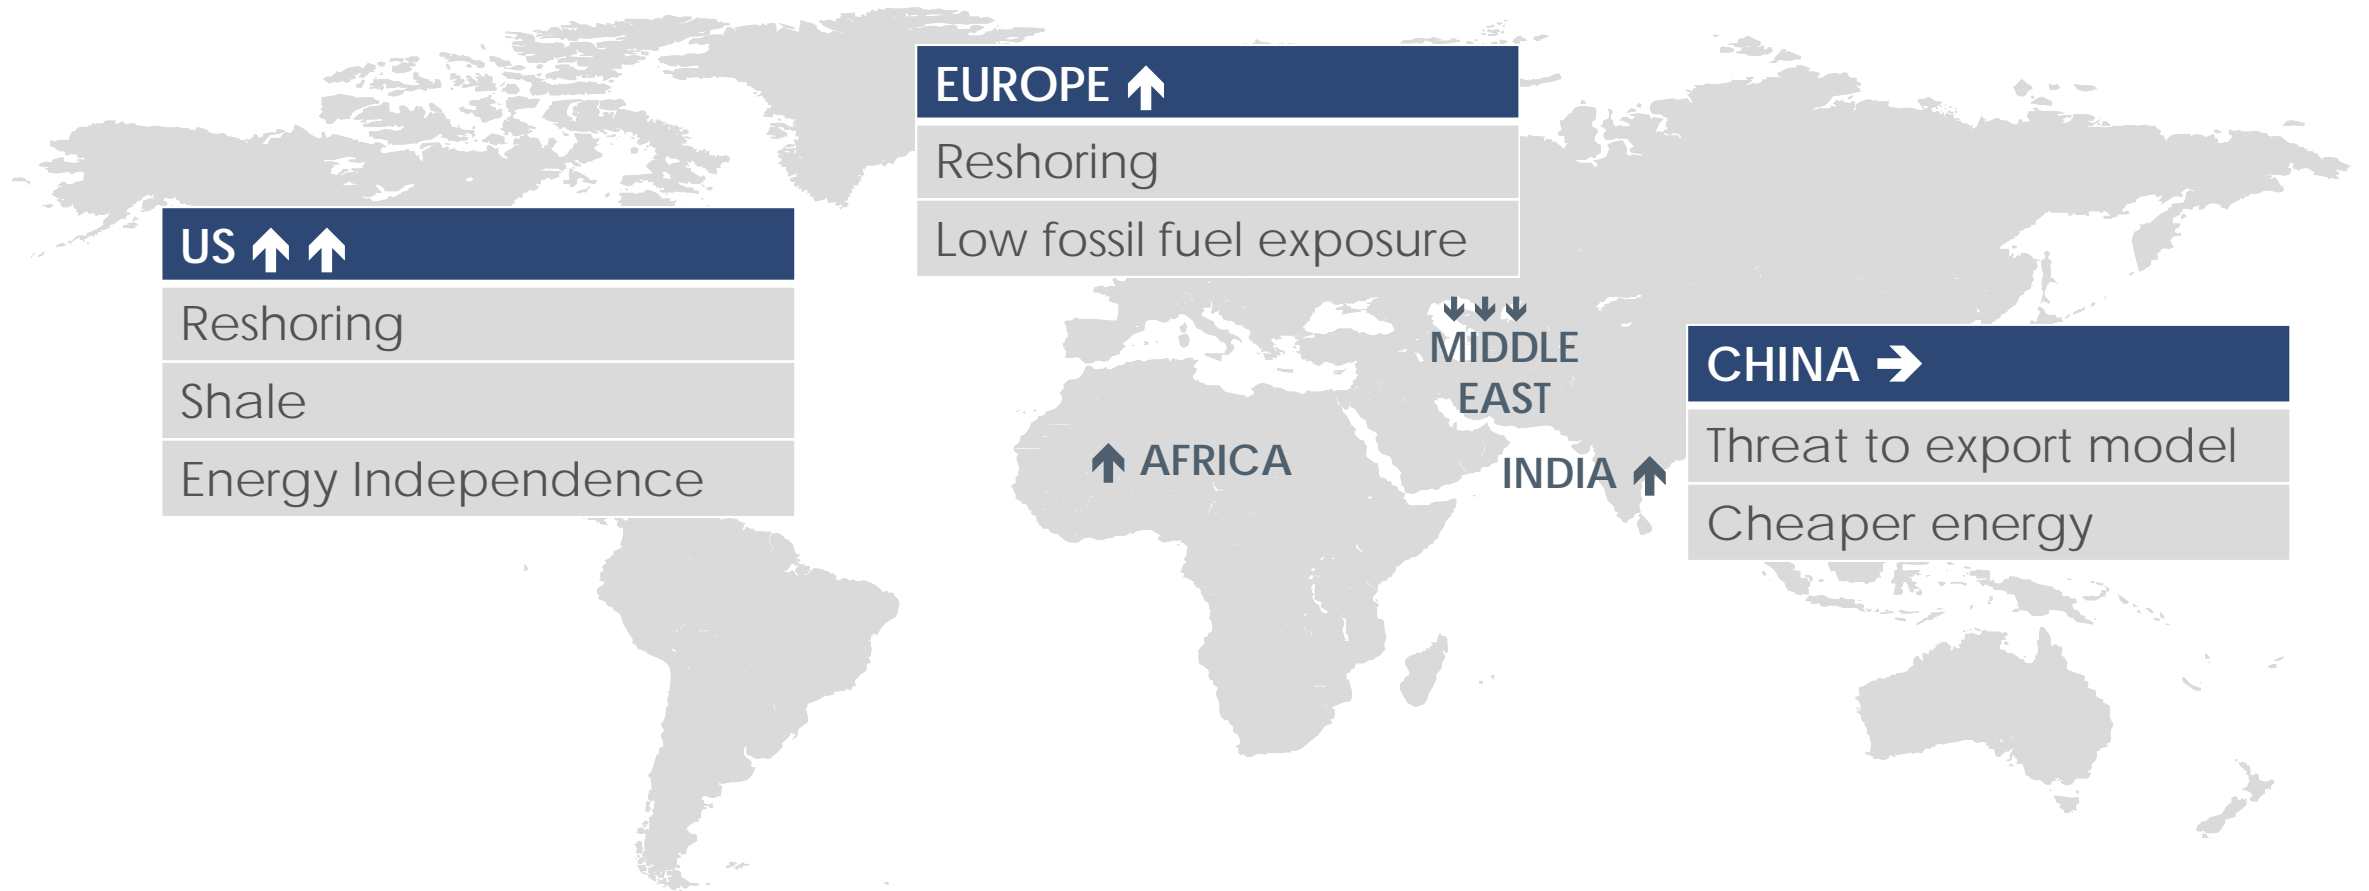 EUROPE
Reshoring
Low fossil fuel exposure
US
Reshoring
Shale
Energy Independence
MIDDLE
EAST
CHINA
Threat to export model
Cheaper energy
AFRICA
INDIA